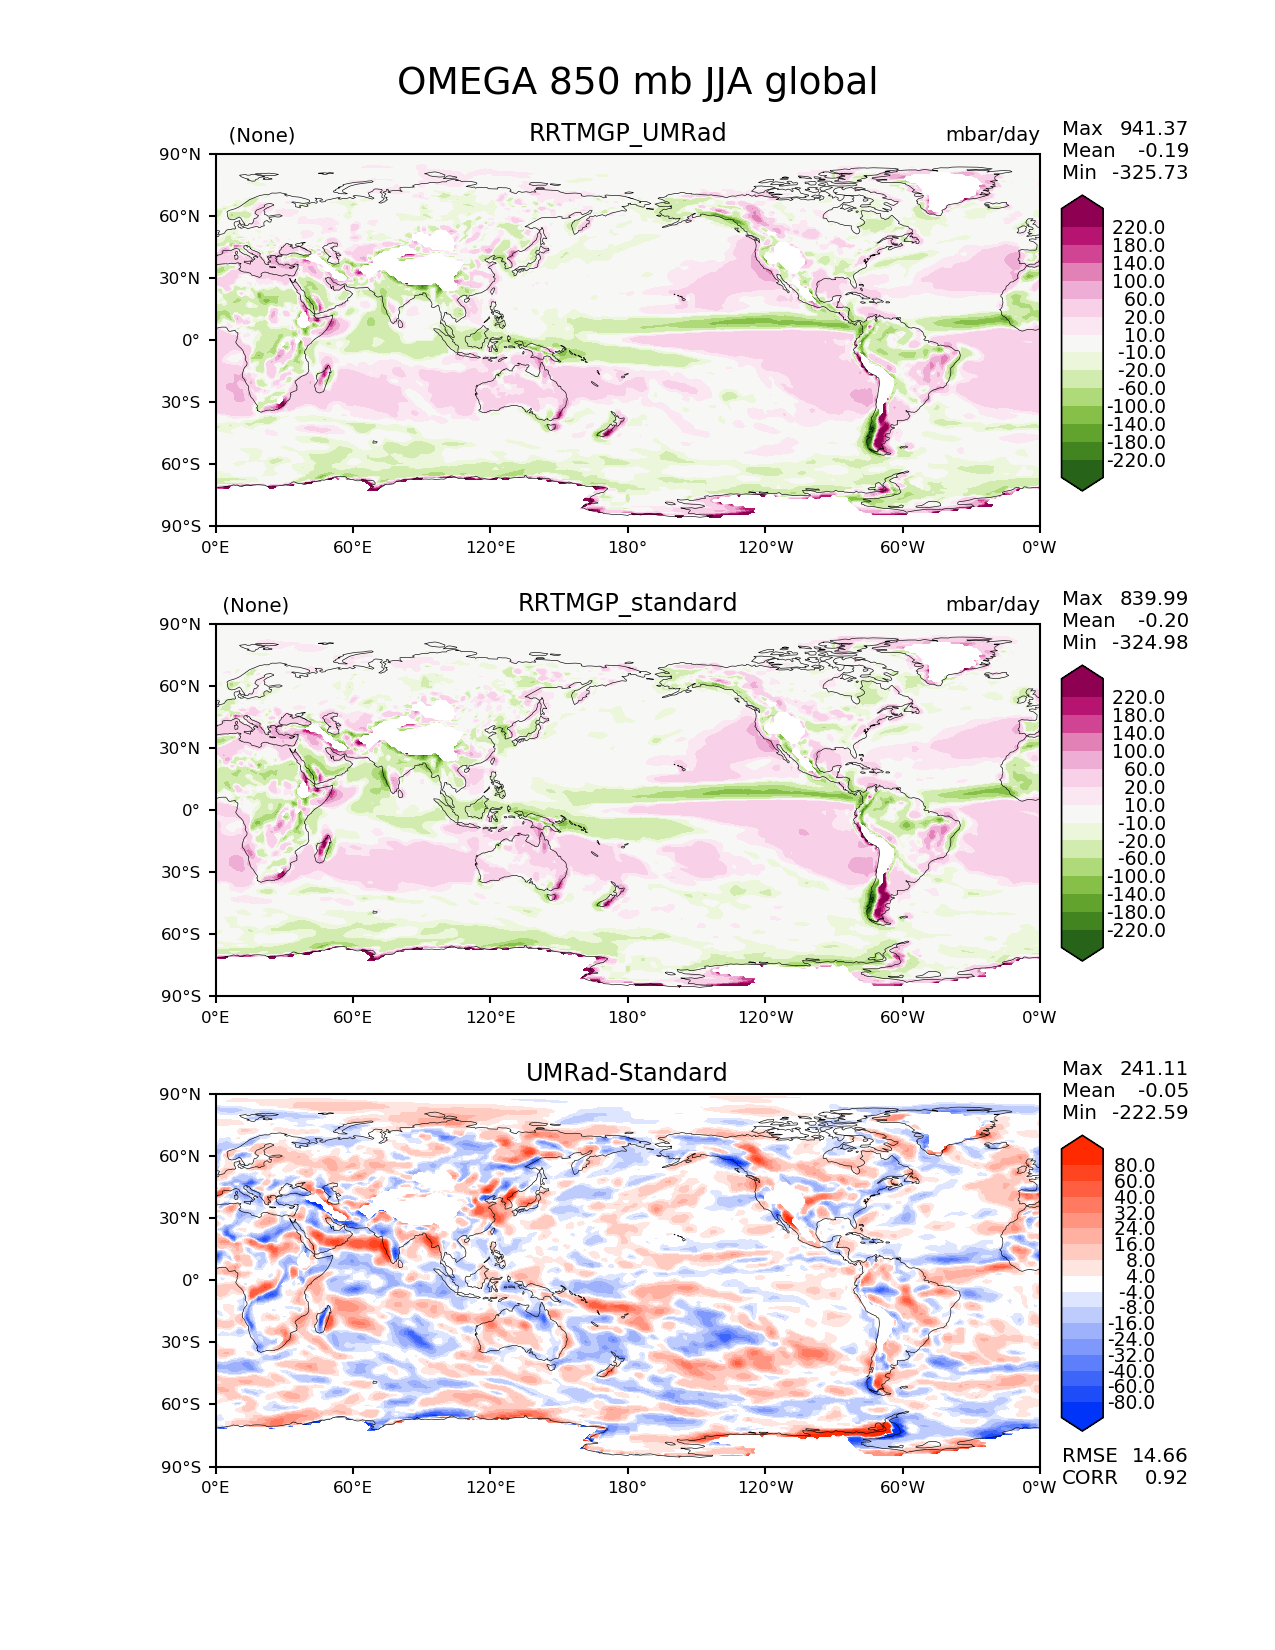 OMEGA 850 mb JJA global
(None) RRTMGP_UMRad mbar/day
Max 941.37
Mean -0.19
Min -325.73
90°N
60°N
30°N
0°
30°S
60°S
90°S
0°E 60°E 120°E 180° 120°W 60°W 0°W
220.0
180.0
140.0
100.0
60.0
20.0
10.0
-10.0
-20.0
-60.0
-100.0
-140.0
-180.0
-220.0
(None) RRTMGP_standard mbar/day
Max 839.99
Mean -0.20
Min -324.98
90°N
60°N
30°N
0°
30°S
60°S
90°S
0°E 60°E 120°E 180° 120°W 60°W 0°W
220.0
180.0
140.0
100.0
60.0
20.0
10.0
-10.0
-20.0
-60.0
-100.0
-140.0
-180.0
-220.0
UMRad-Standard
Max 241.11
Mean -0.05
Min -222.59
90°N
60°N
30°N
0°
30°S
60°S
90°S
0°E 60°E 120°E 180° 120°W 60°W 0°W
80.0
60.0
40.0
32.0
24.0
16.0
8.0
4.0
-4.0
-8.0
-16.0
-24.0
-32.0
-40.0
-60.0
-80.0
RMSE 14.66
CORR 0.92